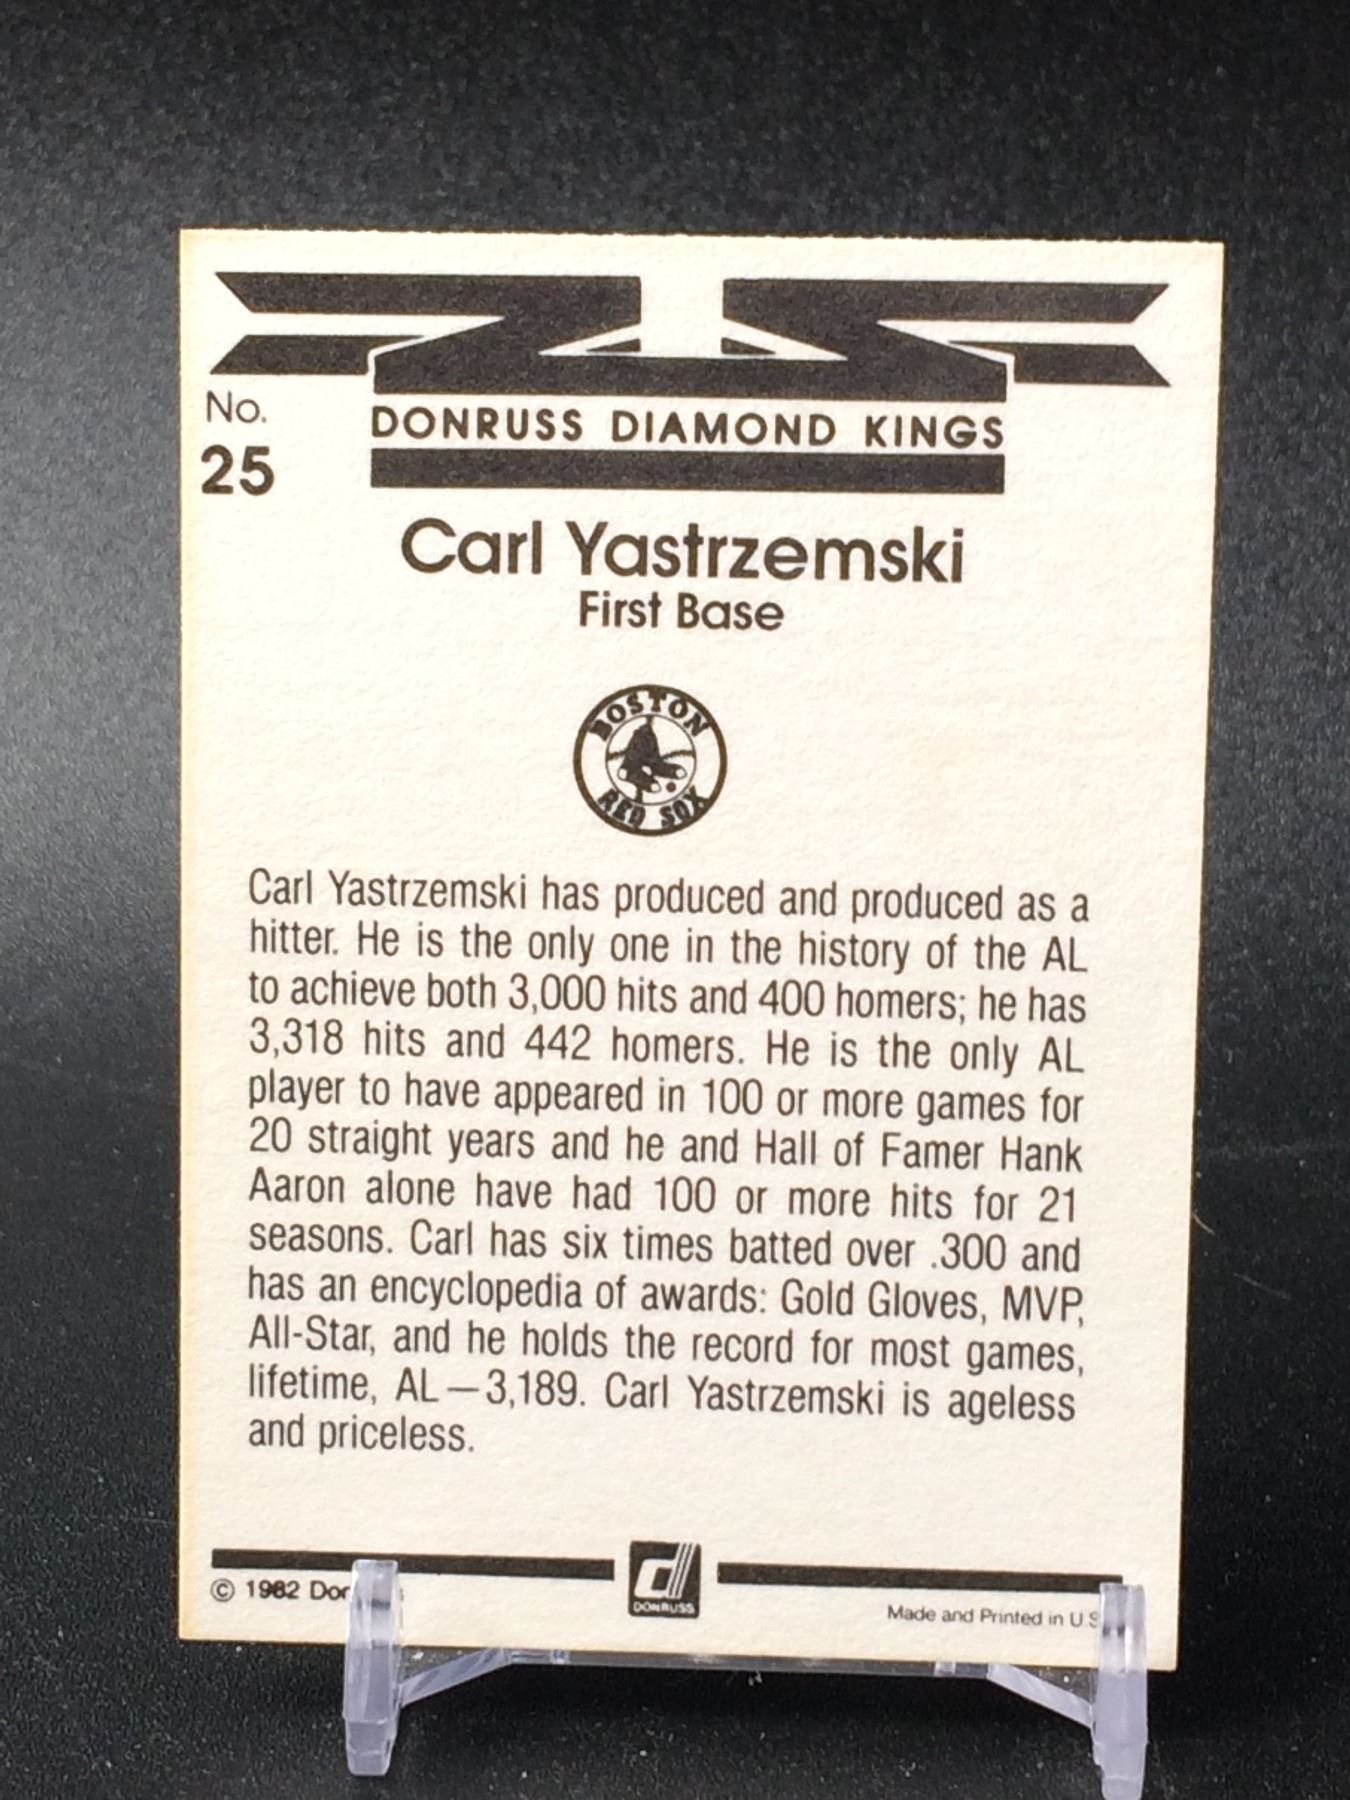 No.
25
DONRUSS DIAMOND KINGS
Carl Yastrzemski
First Base
BOSTON
RED SOX
Carl Yastrzemski has produced and produced as a
hitter. He is the only one in the history of the AL
to achieve both 3,000 hits and 400 homers; he has
3,318 hits and 442 homers. He is the only AL
player to have appeared in 100 or more games for
20 straight years and he and Hall of Famer Hank
Aaron alone have had 100 or more hits for 21
seasons. Carl has six times batted over .300 and
has an encyclopedia of awards: Gold Gloves, MVP,
All-Star, and he holds the record for most games,
lifetime, AL—3,189. Carl Yastrzemski is ageless
and priceless.
© 1982
d
DONRUSS
Made and Printed in U.S